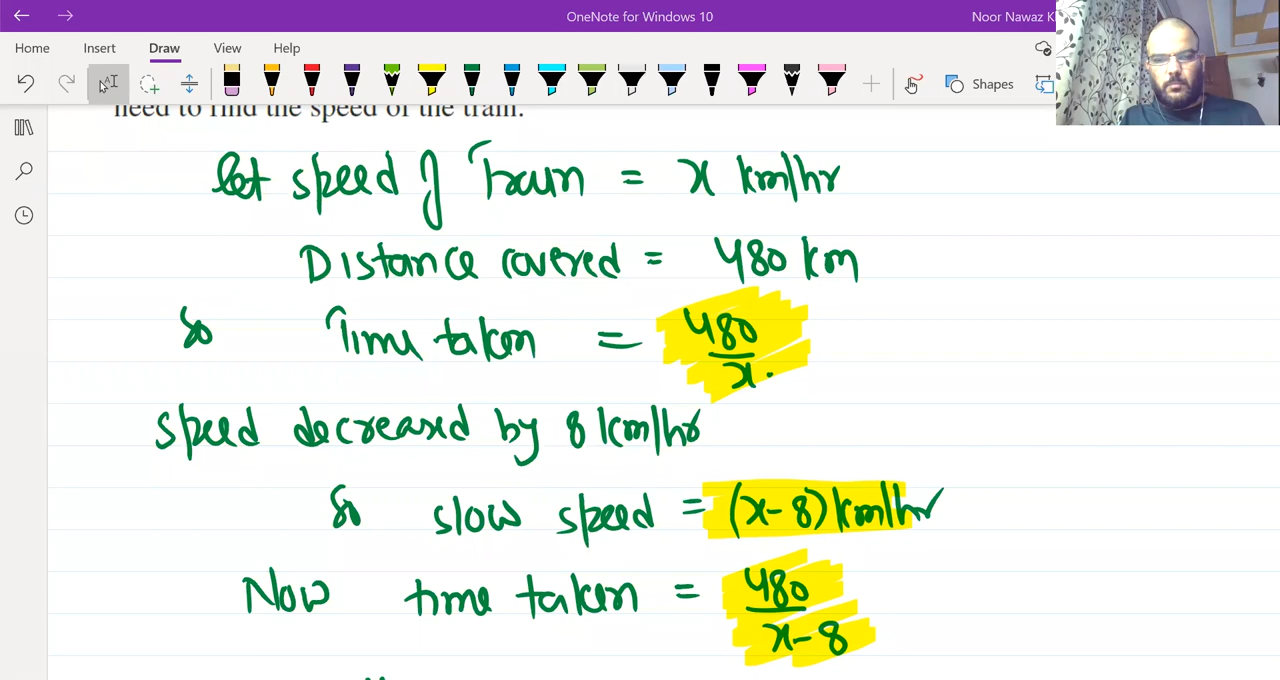 OneNote for Windows 10
Noor Nawaz K
Home Insert Draw View Help
Shapes
need to find the speed of the train.
let speed of Train = x km/hr
Distance covered = 480 km
So Time taken = 480/x.
Speed decreased by 8 km/hr
So slow speed = (x-8) km/hr
Now time taken = 480/x-8